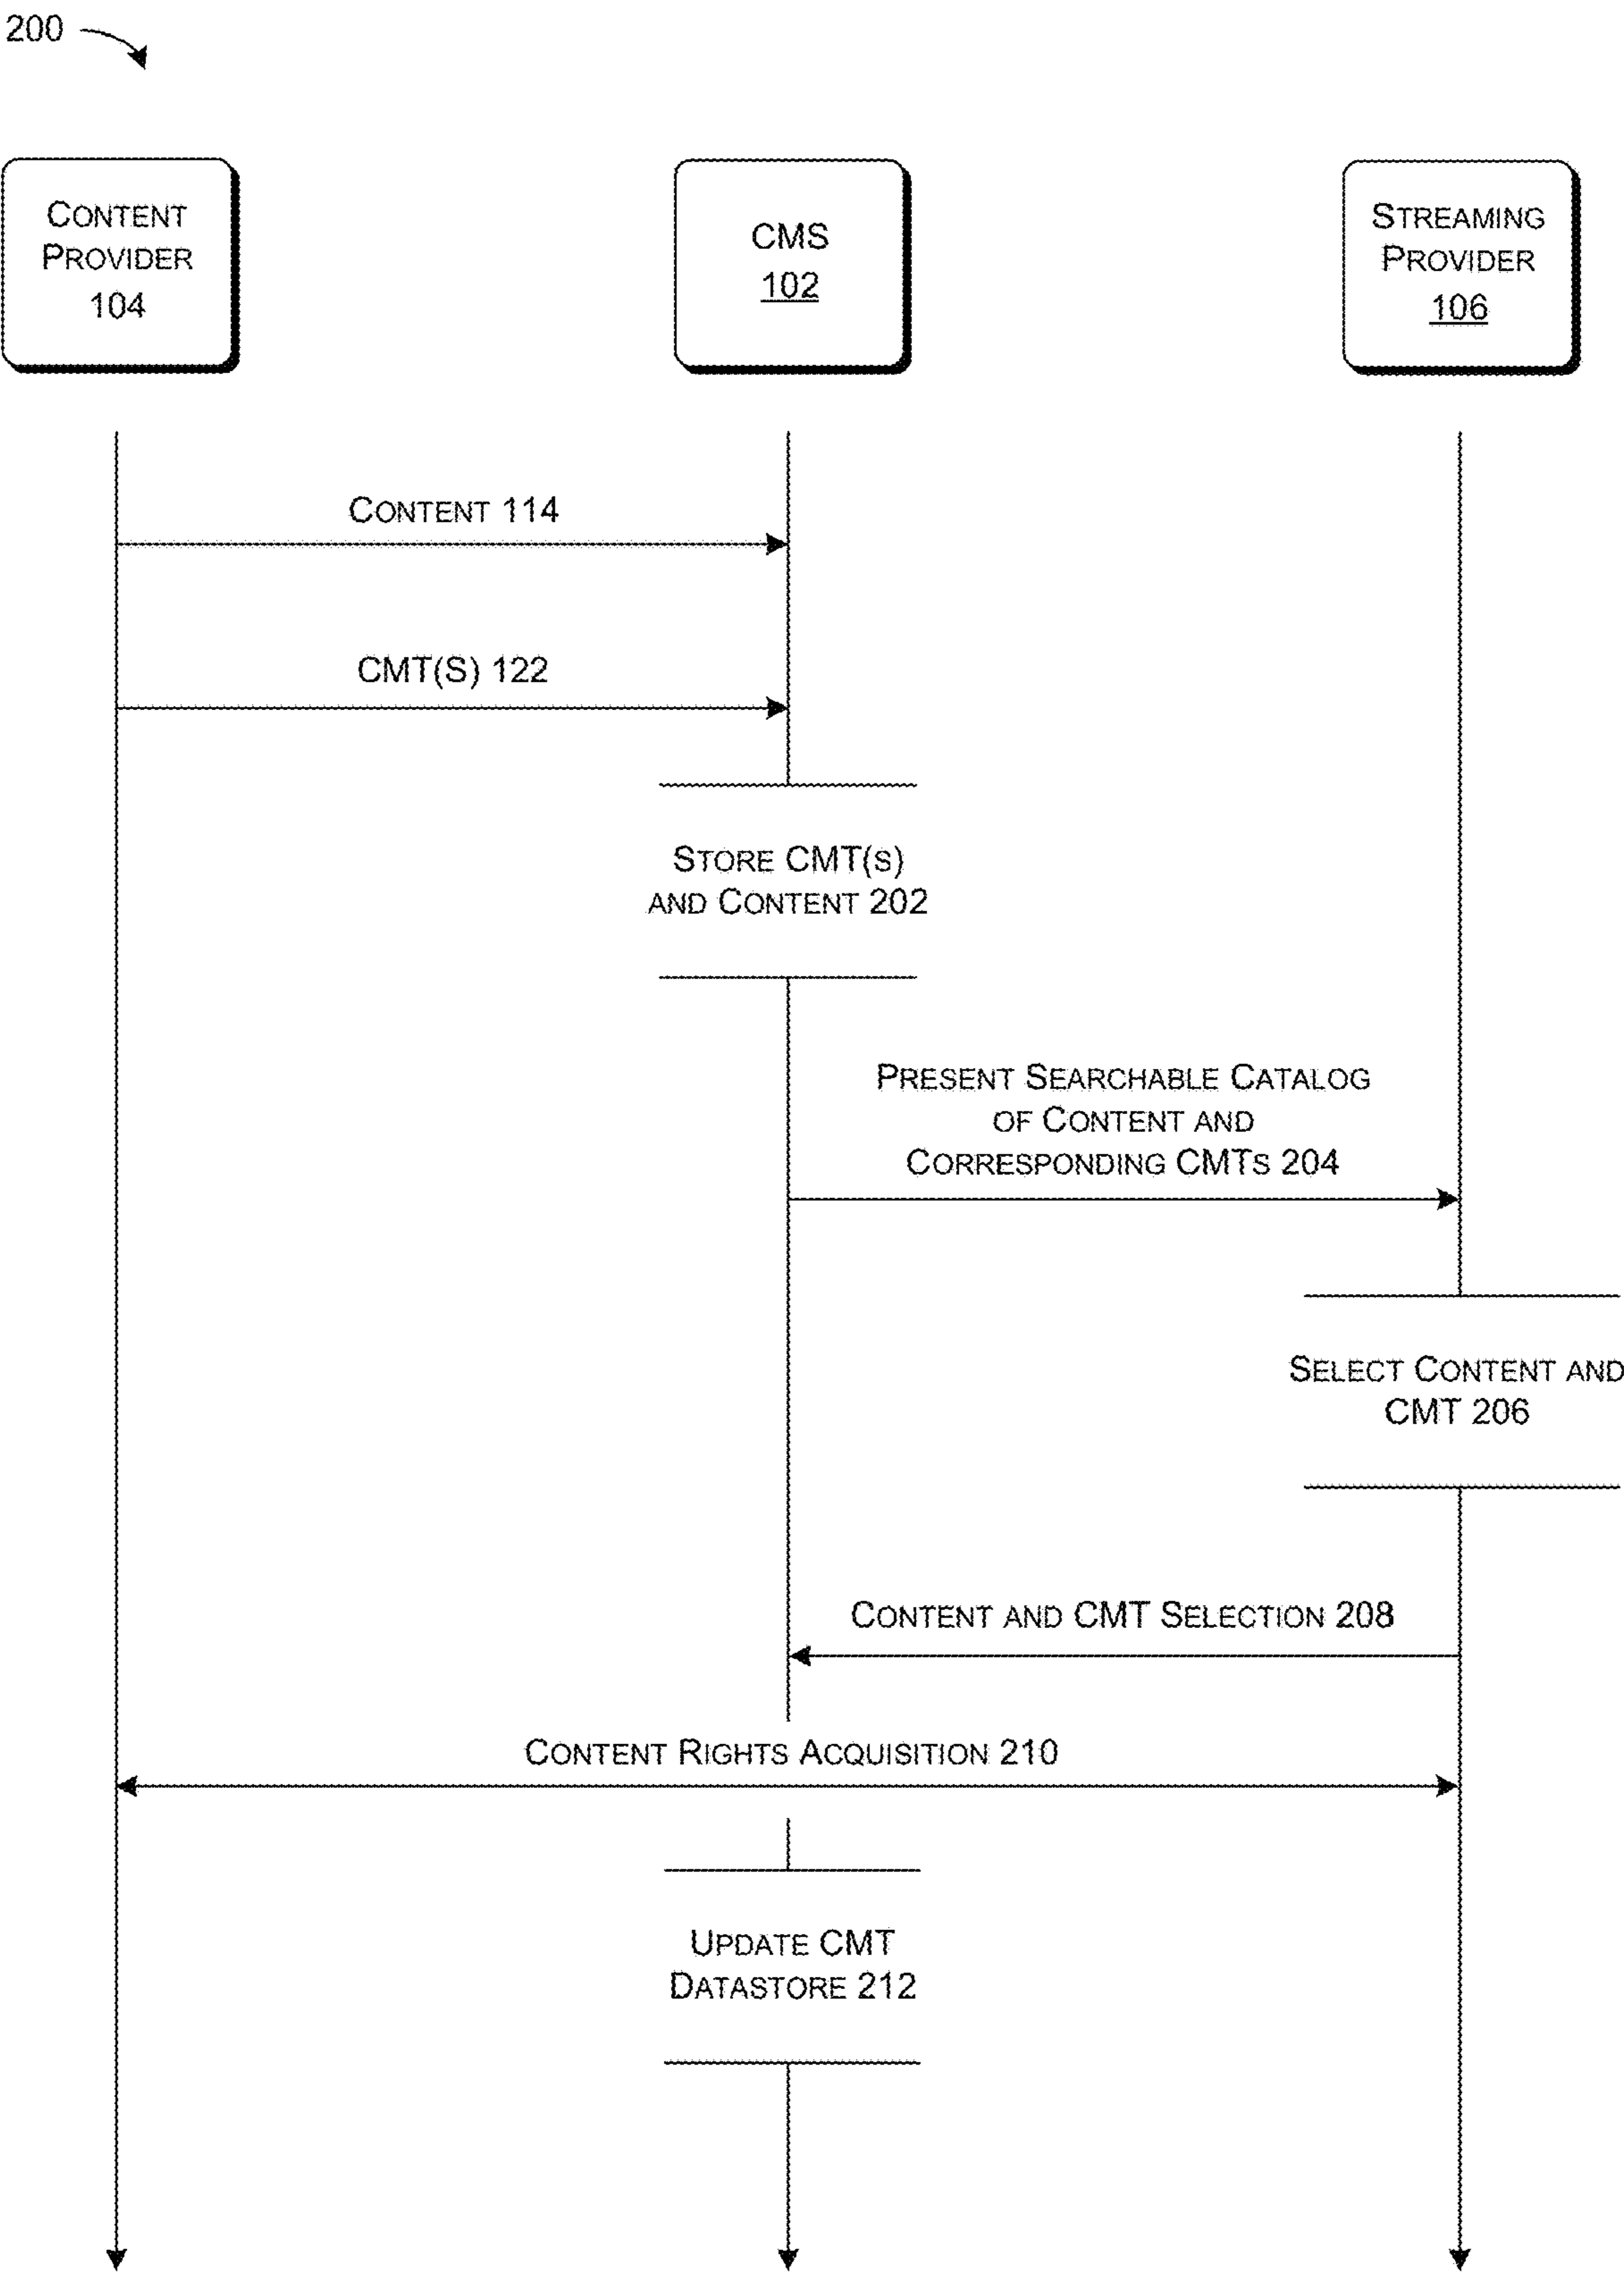 200
CONTENT
PROVIDER
104
CMS
102
STREAMING
PROVIDER
106
CONTENT 114
CMT(S) 122
STORE CMT(S)
AND CONTENT 202
PRESENT SEARCHABLE CATALOG
OF CONTENT AND
CORRESPONDING CMTS 204
SELECT CONTENT AND
CMT 206
CONTENT AND CMT SELECTION 208
CONTENT RIGHTS ACQUISITION 210
UPDATE CMT
DATASTORE 212